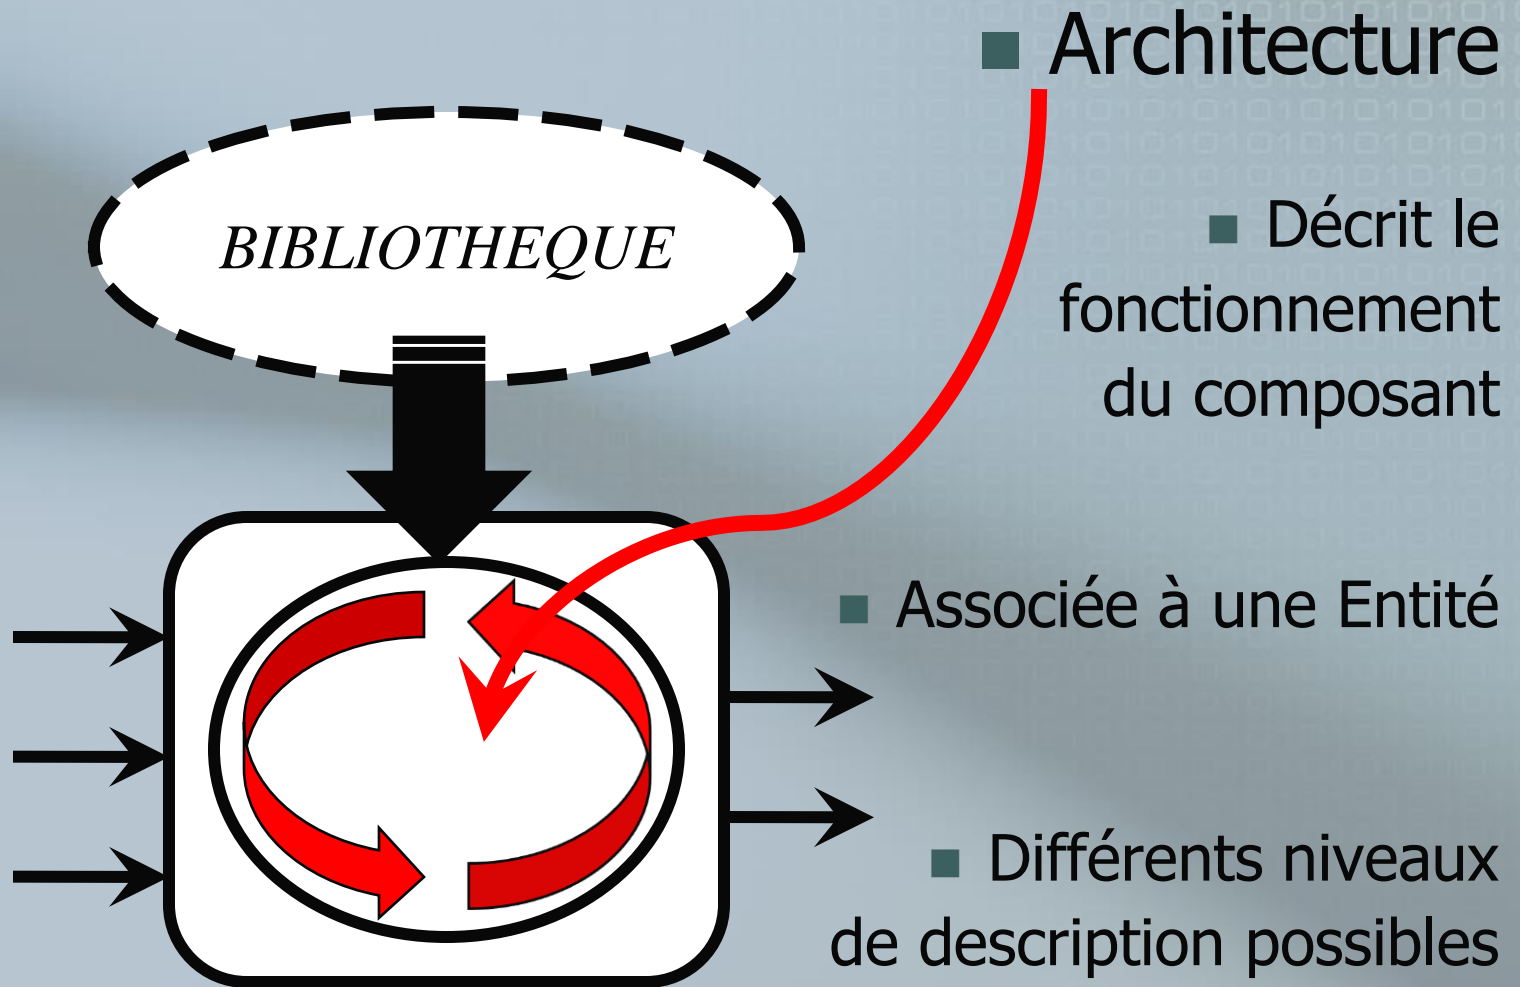 Architecture
BIBLIOTHEQUE
Décrit le
fonctionnement
du composant
Associée à une Entité
Différents niveaux
de description possibles